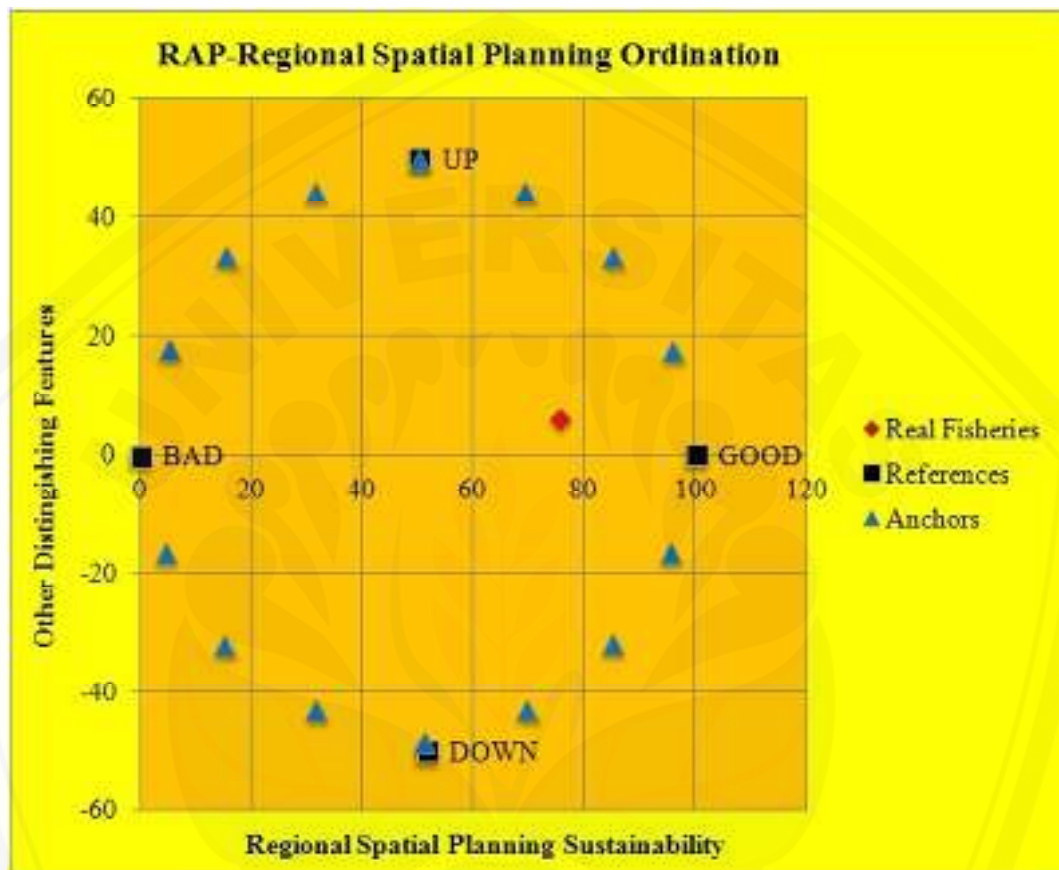 RAP-Regional Spatial Planning Ordination
60
UP
40
20
0
BAD
GOOD
0
20
40
60
80
100
120
-20
-40
DOWN
-60
Other Distingishing Features
Regional Spatial Planning Sustainability
Real Fisheries
References
Anchors
UNIVERSITAS